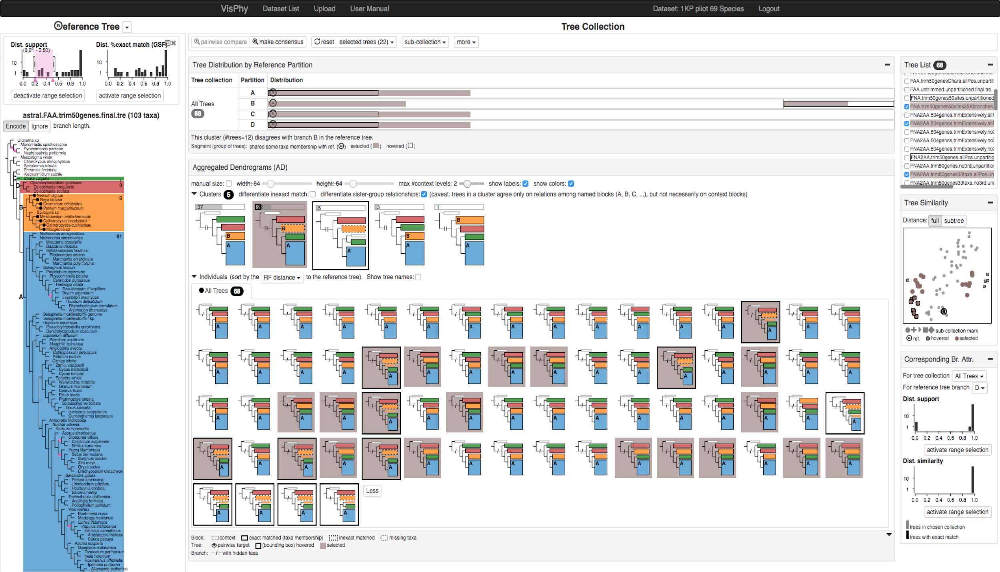 VisPhy Dataset List Upload User Manual Dataset: 1KP pilot 69 Species Logout
®eference Tree
Dist. support
(0.21 - 0.50)
10
1
0.0 0.2 0.4 0.6 0.8 1.0
deactivate range selection
Dist. %exact match (GSF)
10
1
0.0 0.2 0.4 0.6 0.8 1.0
activate range selection
astral.FAA.trim50genes.final.tre (103 taxa)
Encode Ignore branch length.
Uronema sp
Monomastix opisthostigma
Pyramimonas parkeae
Nephroselmis pyriformis
Mesostigma viride
Chlorokybus atmophyticus
Spirotaenia minuta
Entransia fimbriata
Klebsormidium subtile
C Chara vulgaris 1
Chaetosphaeridium globosum
D Coleochaete irregularis 3
Coleochaete scutata
Netrium digitus 9
Roya obtusa
Cosmarium ochthodes
B Penium margaritaceum
Spirogyra sp
Mesotaenium endlicherianum
Cylindrocystis brebissonii
Cylindrocystis cushleckae
Mougeotia sp
Nothoceros aenigmaticus 81
Nothoceros vincentianus
Metzgeria crassipilis
Bazzania trilobata
Sphaerocarpos texanus
Ricciocarpos natans
Marchantia emarginata
Marchantia polymorpha
Sphagnum lescurii
Polytrichum commune
Physcomitrella patens
Ceratodon purpureus
Hedwigia ciliata
Rosulabryum cf capillare
Bryum argenteum
A Leucodon brachypus
Thuidium delicatulum
Rhynchostegium serrulatum
Anomodon attenuatus
Selaginella moellendorffii genome
Selaginella moellendorffii 1kp
Huperzia squarrosa
Pseudolycopodiella caroliniana
Dendrolycopodium obscurum
Equisetum diffusum
Pteridium aquilinum
Alsophila spinulosa
Angiopteris evecta
Ophioglossum petiolatum
Psilotum nudum
Ginkgo biloba
Zamia vazquezii
Cycas micholitzii
Cycas rumphii
Ephedra sinica
Welwitschia mirabilis
Gnetum montanum
Cedrus libani
Pinus taeda
Prumnopitys andina
Sciadopitys verticillata
Taxus baccata
Juniperus scopulorum
Cunninghamia lanceolata
Amborella trichopoda
Nuphar advena
Kadsura heteroclita
Acorus americanus
Dioscorea villosa
Colchicum autumnale
Smilax bona-nox
Yucca filamentosa
Sabal bermudana
Sorghum bicolor
Zea mays
Oryza sativa
Brachypodium distachyon
Sarcandra glabra
Persea americana
Liriodendron tulipifera
Houttuynia cordata
Saruma henryi
Eschscholzia californica
Aquilegia formosa
Podophyllum peltatum
Vitis vinifera
Boehmeria nivea
Medicago truncatula
Larrea tridentata
Populus trichocarpa
Hibiscus cannabinus
Arabidopsis thaliana
Carica papaya
Kochia scoparia
Diospyros malabarica
Tanacetum parthenium
Inula helenium
Rosmarinus officinalis
Ipomoea purpurea
Allamanda cathartica
Tree Collection
pairwise compare make consensus reset selected trees (22) sub-collection more
Tree Distribution by Reference Partition
Tree collection Partition Distribution
All Trees
68
A ®
B ®
C ®
D ®
This cluster (#trees=12) disagrees with branch B in the reference tree.
Segment (group of trees): shared same taxa membership with ref. (®) selected ( ) hovered ( )
Aggregated Dendrograms (AD)
manual size: width: 64 height: 64 max #context levels: 2 show labels: show colors:
Clusters 5 differentiate inexact match: differentiate sister-group relationships: (caveat: trees in a cluster agree only on relations among named blocks (A, B, C, ...), but not necessarily on context blocks)
37 22 5 3 1
B B B B
A A A A A
Individuals (sort by the RF distance to the reference tree). Show tree names:
All Trees 68
A A A A A A A A A A A A A A A A
A A A A A A A A A A A A A A A A
A A A A A A A A A A A A A A A A
A A A A A A A A A A A A A A A A
A A A A
Less
Block: context exact matched (taxa membership) inexact matched missing taxa
Tree: pairwise target (bounding box) hovered selected
Branch: with hidden taxa
Tree List 68
FAA.trim50genesChara.allPos.unpartit
FAA.untrimmed.unpartitioned.final.tre
FNA.trim50genes50sites.unpartitioned
FNA.trim50genes50sites25Xbranches.
FNA2AA.604genes.trimExtensively.all
FNA2AA.604genes.trimExtensively.all
FNA2AA.604genes.trimExtensively.no
FNA2AA.604genes.trimExtensively.no
FNA2AA.604genes.trimExtensively.no
FNA2AA.trim50genes.allPos.unpartitio
FNA2AA.trim50genes.no3rd.unpartition
FNA2AA.trim50genes33taxa.allPos.un
FNA2AA.trim50genes33taxa.no3rd.un
Tree Similarity
Distance: full subtree
®
sub-collection mark
® ref. hovered selected
Corresponding Br. Attr.
For tree collection All Trees
For reference tree branch D
Dist. support
10
1
0.0 0.2 0.4 0.6 0.8 1.0
activate range selection
Dist. similarity
10
1
0.0 0.2 0.4 0.6 0.8 1.0
activate range selection
trees in chosen collection
trees with exact match